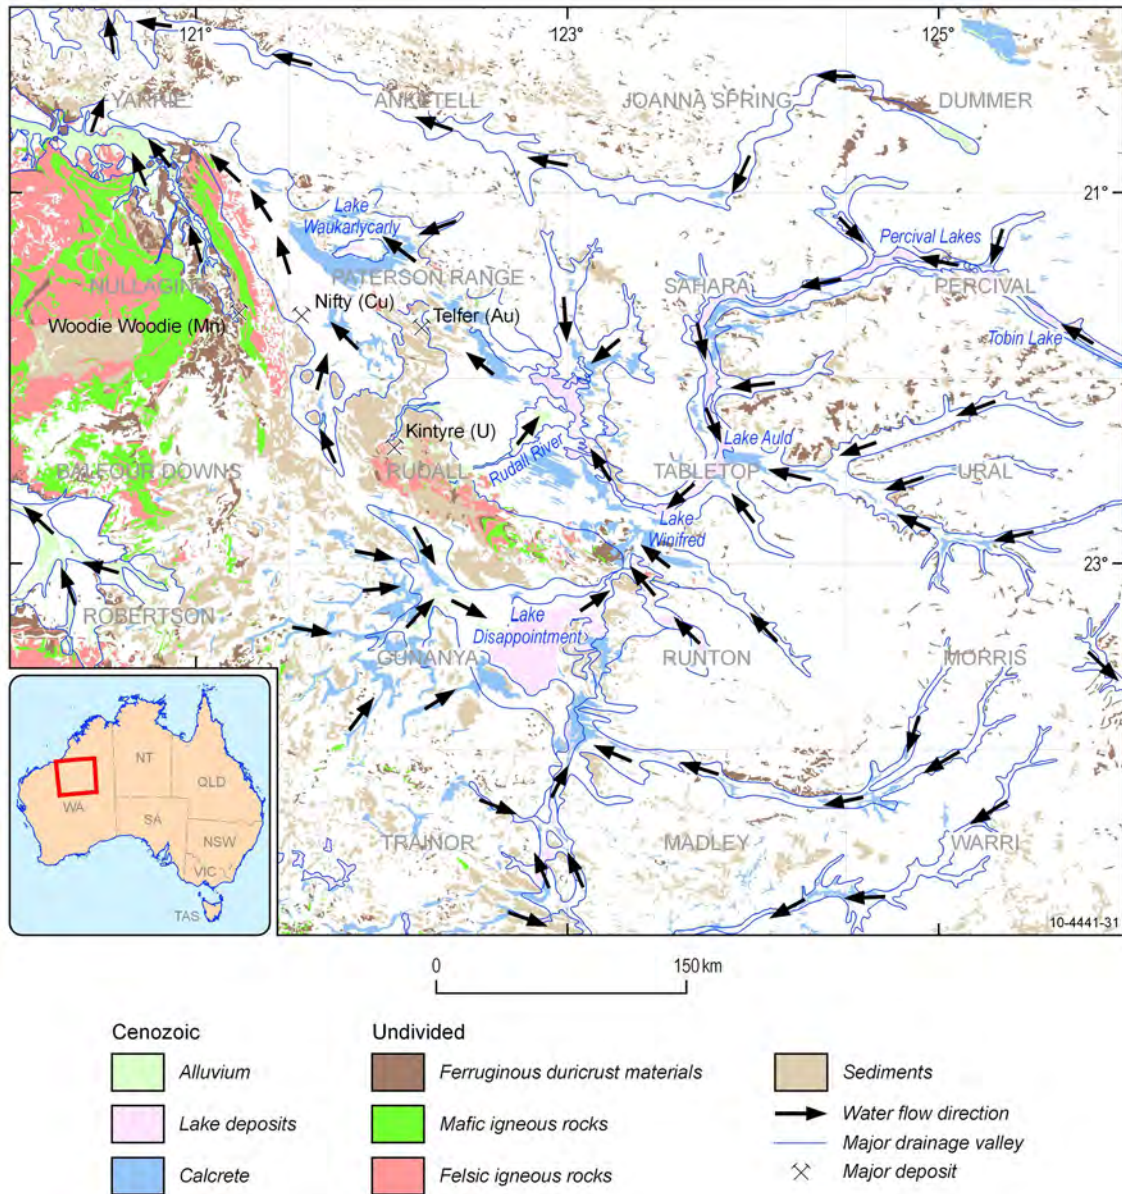 121°
123°
125°
YARRIE
ANKETELL
JOANNA SPRING
DUMMER
21°
Lake
Waukarlycarly
Percival Lakes
NULLAGINE
PATERSON RANGE
SAHARA
PERCIVAL
Nifty (Cu)
Telfer (Au)
Woodie Woodie (Mn)
Tobin Lake
Kintyre (U)
Lake Auld
BALFOUR DOWNS
RUDALL
Rudall River
TABLETOP
URAL
Lake
Winifred
23°
ROBERTSON
Lake
Disappointment
GUNANYA
RUNTON
MORRIS
TRAINOR
MADLEY
WARRI
NT
QLD
WA
SA
NSW
VIC
TAS
10-4441-31
0
150 km
Cenozoic
Alluvium
Lake deposits
Calcrete
Undivided
Ferruginous duricrust materials
Mafic igneous rocks
Felsic igneous rocks
Sediments
Water flow direction
Major drainage valley
Major deposit